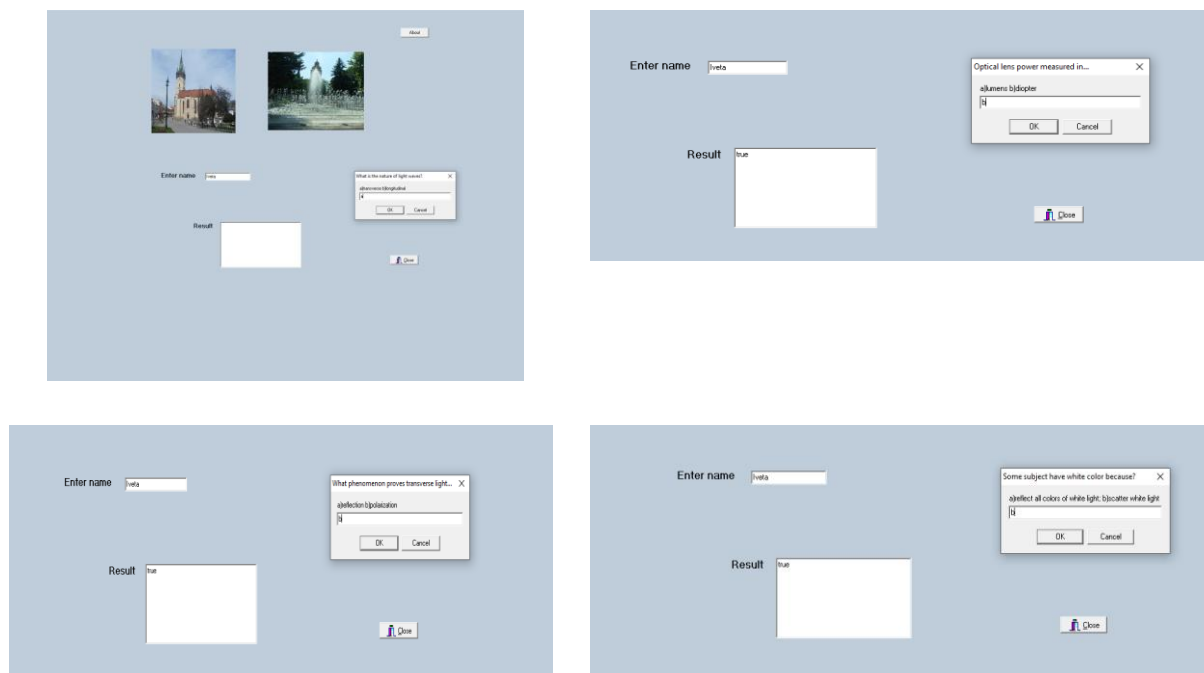 About
Enter name
Iveta
What is the nature of light waves?
a)tansverss b)longitudinal
a
OK Cancel
Result
Close
Enter name
Iveta
Optical lens power measured in...
a)lumens b)diopter
b
OK Cancel
Result
true
Close
Enter name
Iveta
What phenomenon proves transverse light...
a)reflection b)polarization
b
OK Cancel
Result
true
Close
Enter name
Iveta
Some subject have white color because?
a)reflect all colors of white light; b)scatter white light
b
OK Cancel
Result
true
Close